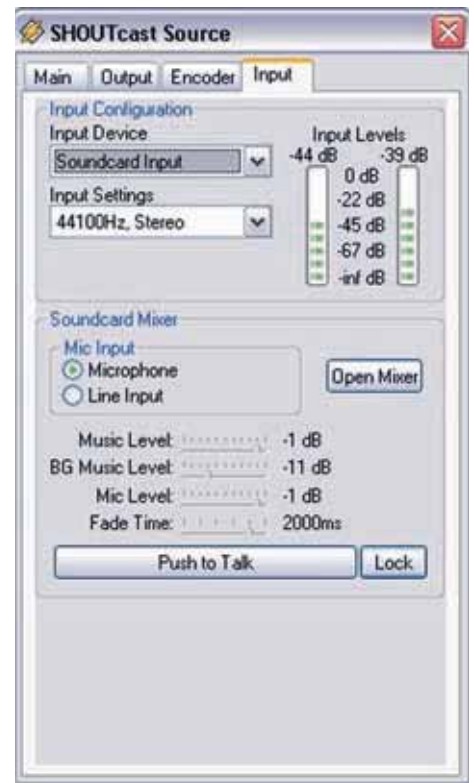 SHOUTcast Source
Main Output Encoder Input
Input Configuration
Input Device
Soundcard Input
Input Settings
44100Hz, Stereo
Input Levels
-44 dB -39 dB
0 dB
-22 dB
-45 dB
-67 dB
-inf dB
Soundcard Mixer
Mic Input
Microphone
Line Input
Open Mixer
Music Level: -1 dB
BG Music Level: -11 dB
Mic Level: -1 dB
Fade Time: 2000ms
Push to Talk Lock